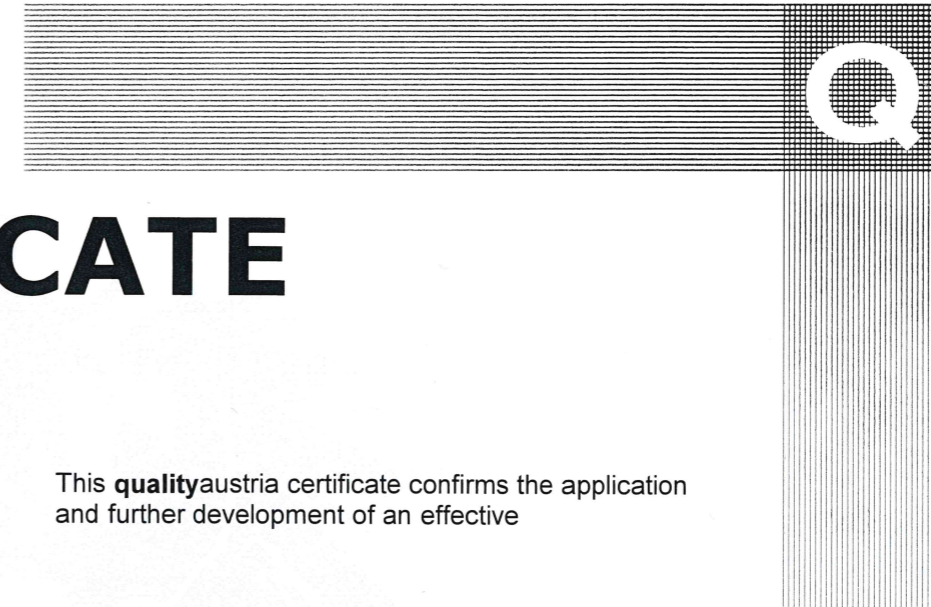 Q
CATE
This qualityaustria certificate confirms the application
and further development of an effective